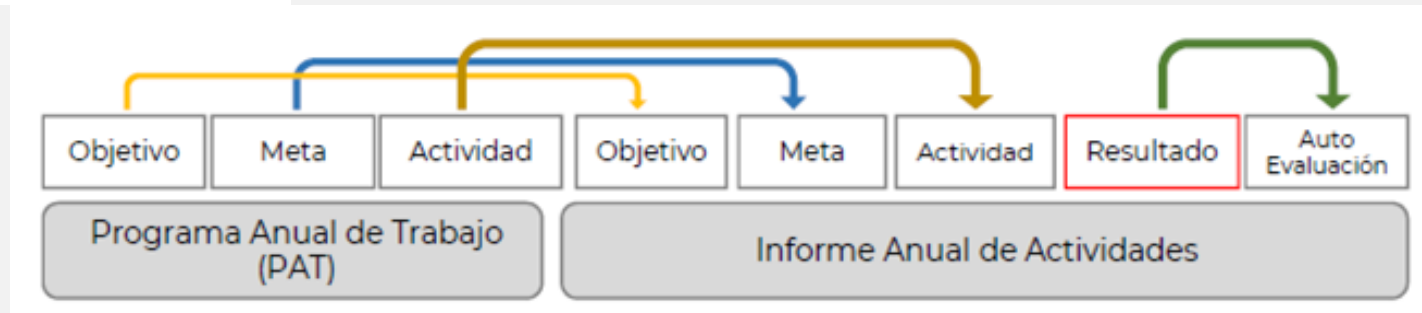 Objetivo
Meta
Actividad
Objetivo
Meta
Actividad
Resultado
Auto
Evaluación
Programa Anual de Trabajo
(PAT)
Informe Anual de Actividades